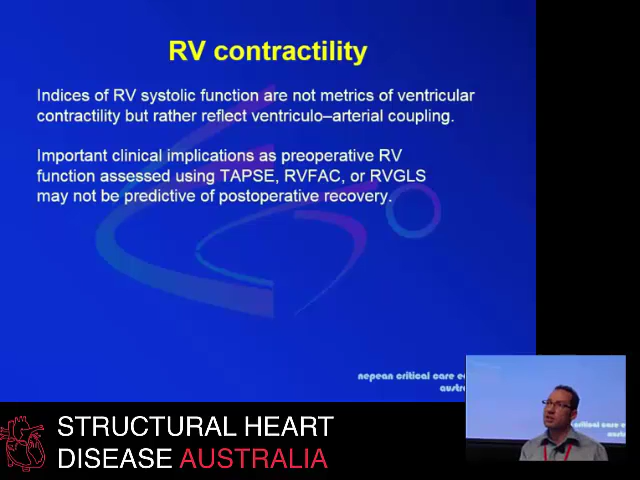 RV contractility
Indices of RV systolic function are not metrics of ventricular
contractility but rather reflect ventriculo–arterial coupling.
Important clinical implications as preoperative RV
function assessed using TAPSE, RVFAC, or RVGLS
may not be predictive of postoperative recovery.
nepean critical care
STRUCTURAL HEART
DISEASE AUSTRALIA